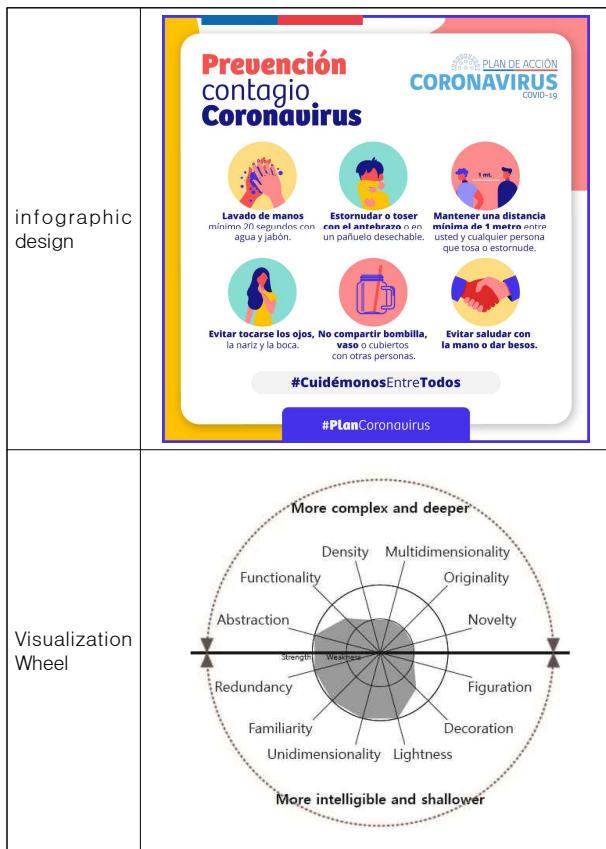 infographic
design
Prevención
contagio
Coronavirus
PLAN DE ACCIÓN
CORONAVIRUS
COVID-19
Lavado de manos
mínimo 20 segundos con
agua y jabón.
Estornudar o toser
con el antebrazo o en
un pañuelo desechable.
1 mt.
Mantener una distancia
mínima de 1 metro entre
usted y cualquier persona
que tosa o estornude.
Evitar tocarse los ojos,
la nariz y la boca.
No compartir bombilla,
vaso o cubiertos
con otras personas.
Evitar saludar con
la mano o dar besos.
#CuidémonosEntreTodos
#PlanCoronavirus
Visualization
Wheel
More complex and deeper
Density
Multidimensionality
Functionality
Originality
Abstraction
Novelty
Strength
Weakness
Redundancy
Figuration
Familiarity
Decoration
Unidimensionality
Lightness
More intelligible and shallower